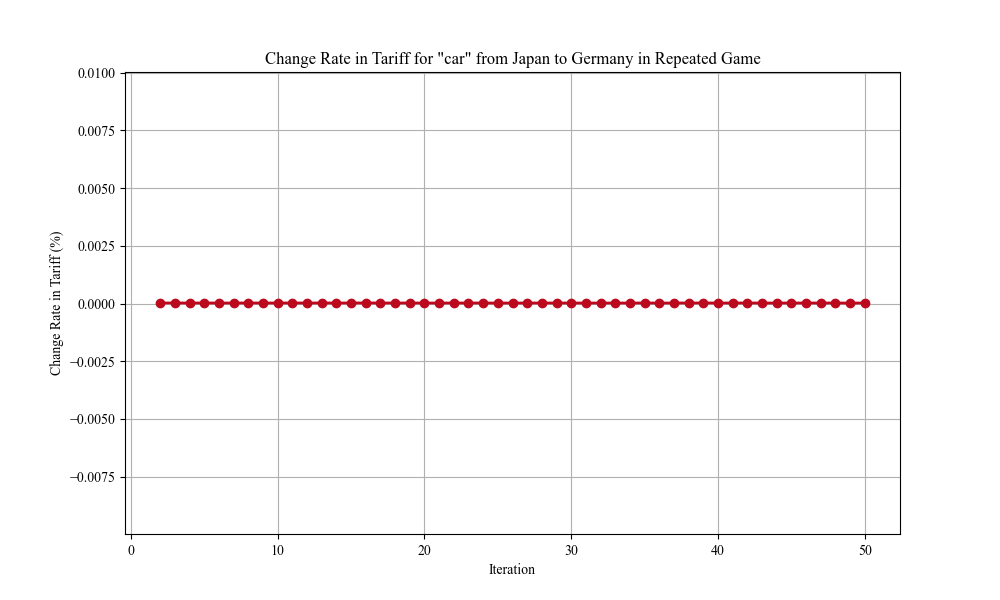 Change Rate in Tariff for "car" from Japan to Germany in Repeated Game
0.0100
0.0075
0.0050
0.0025
0.0000
−0.0025
−0.0050
−0.0075
Change Rate in Tariff (%)
0 10 20 30 40 50
Iteration